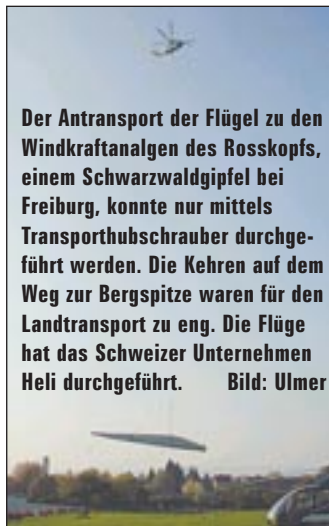 Der Antransport der Flügel zu den
Windkraftanalgen des Rosskopfs,
einem Schwarzwaldgipfel bei
Freiburg, konnte nur mittels
Transporthubschrauber durchge-
führt werden. Die Kehren auf dem
Weg zur Bergspitze waren für den
Landtransport zu eng. Die Flüge
hat das Schweizer Unternehmen
Heli durchgeführt. Bild: Ulmer